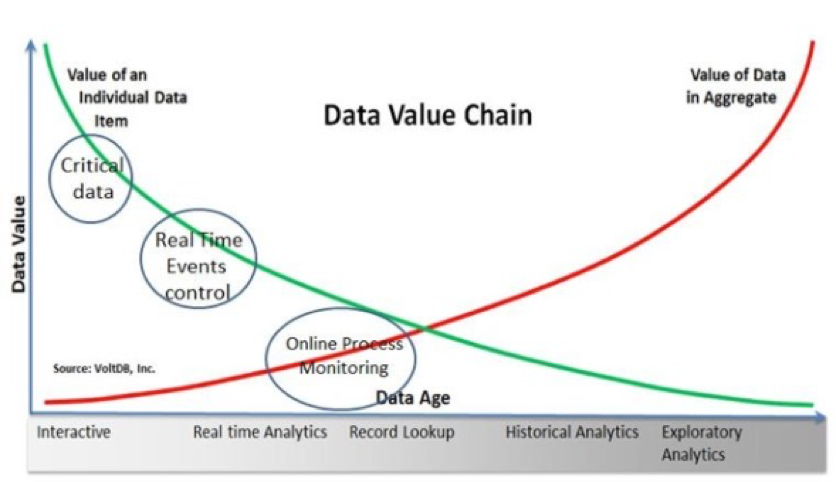 Value of an
Individual Data
Item
Value of Data
in Aggregate
Data Value Chain
Critical
data
Real Time
Events
control
Online Process
Monitoring
Data Value
Source: VoltDB, Inc.
Data Age
Interactive
Real time Analytics
Record Lookup
Historical Analytics
Exploratory
Analytics